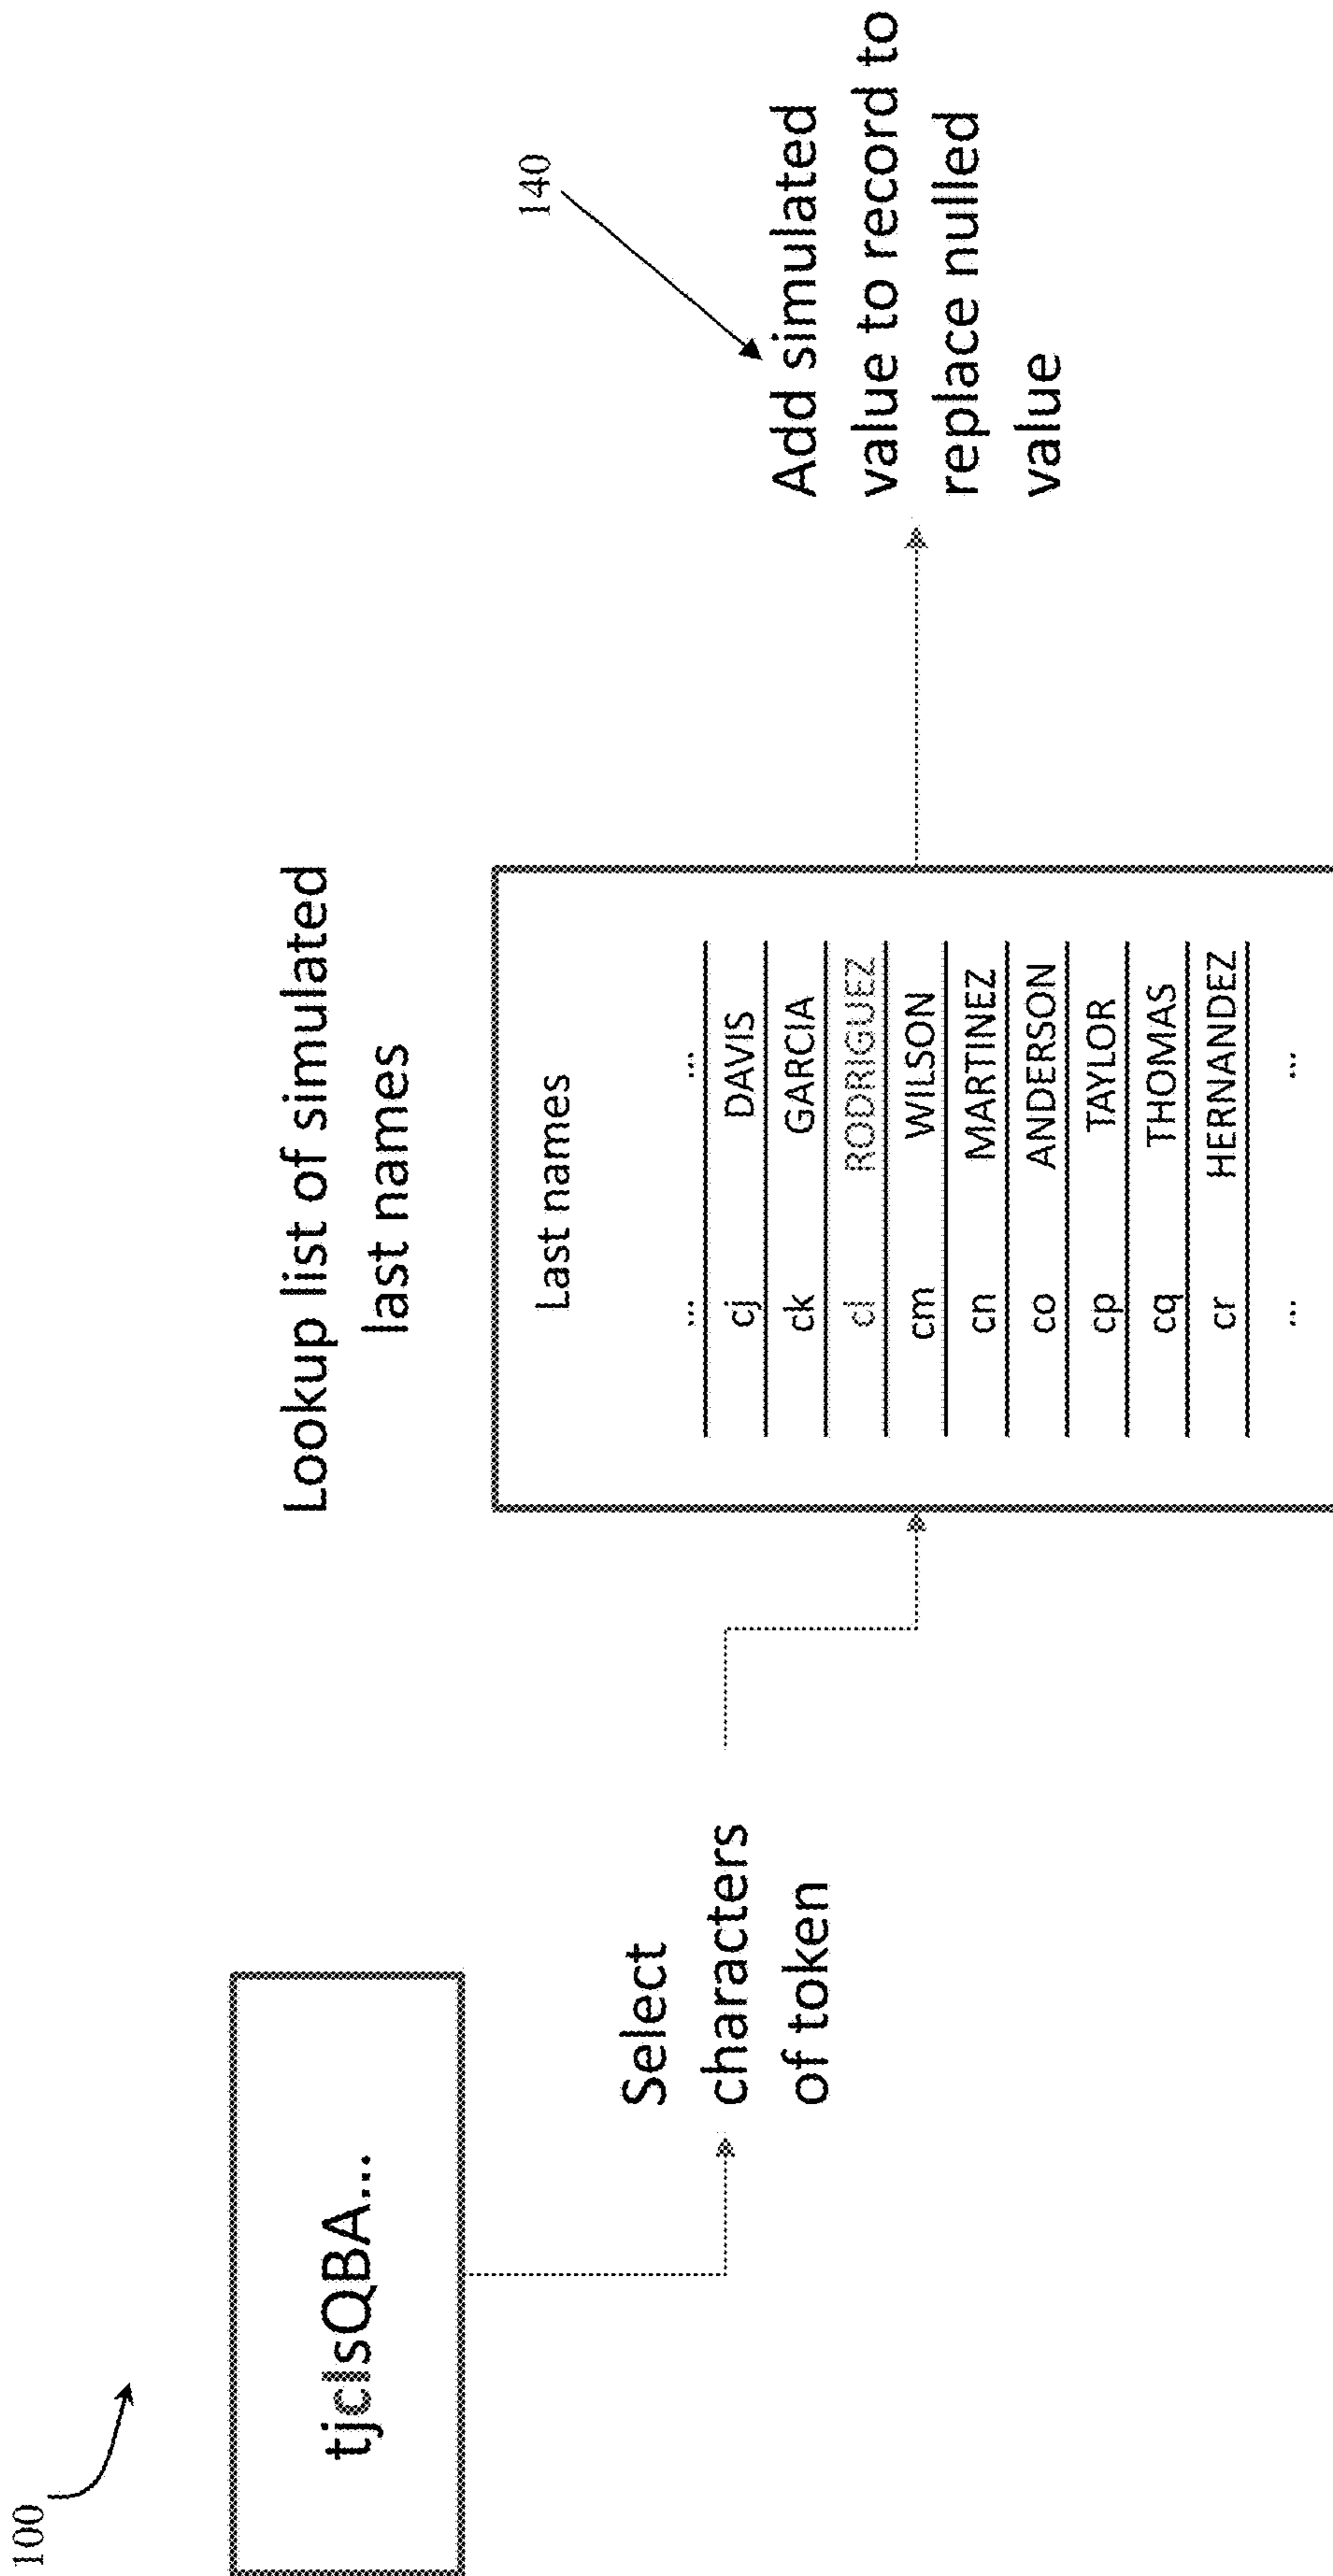 100
tjclsQBA...
Select
characters
of token
Lookup list of simulated
last names
Last names
... ...
cj DAVIS
ck GARCIA
cl RODRIGUEZ
cm WILSON
cn MARTINEZ
co ANDERSON
cp TAYLOR
cq THOMAS
cr HERNANDEZ
... ...
140
Add simulated
value to record to
replace nulled
value